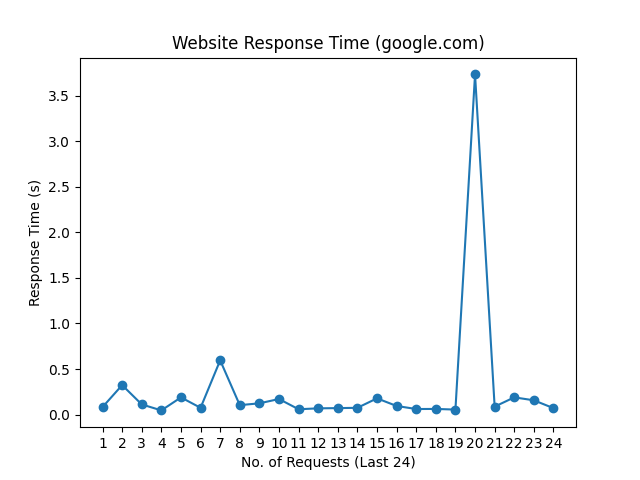 Website Response Time (google.com)
3.5
3.0
2.5
2.0
1.5
1.0
0.5
0.0
Response Time (s)
1 2 3 4 5 6 7 8 9 10 11 12 13 14 15 16 17 18 19 20 21 22 23 24
No. of Requests (Last 24)